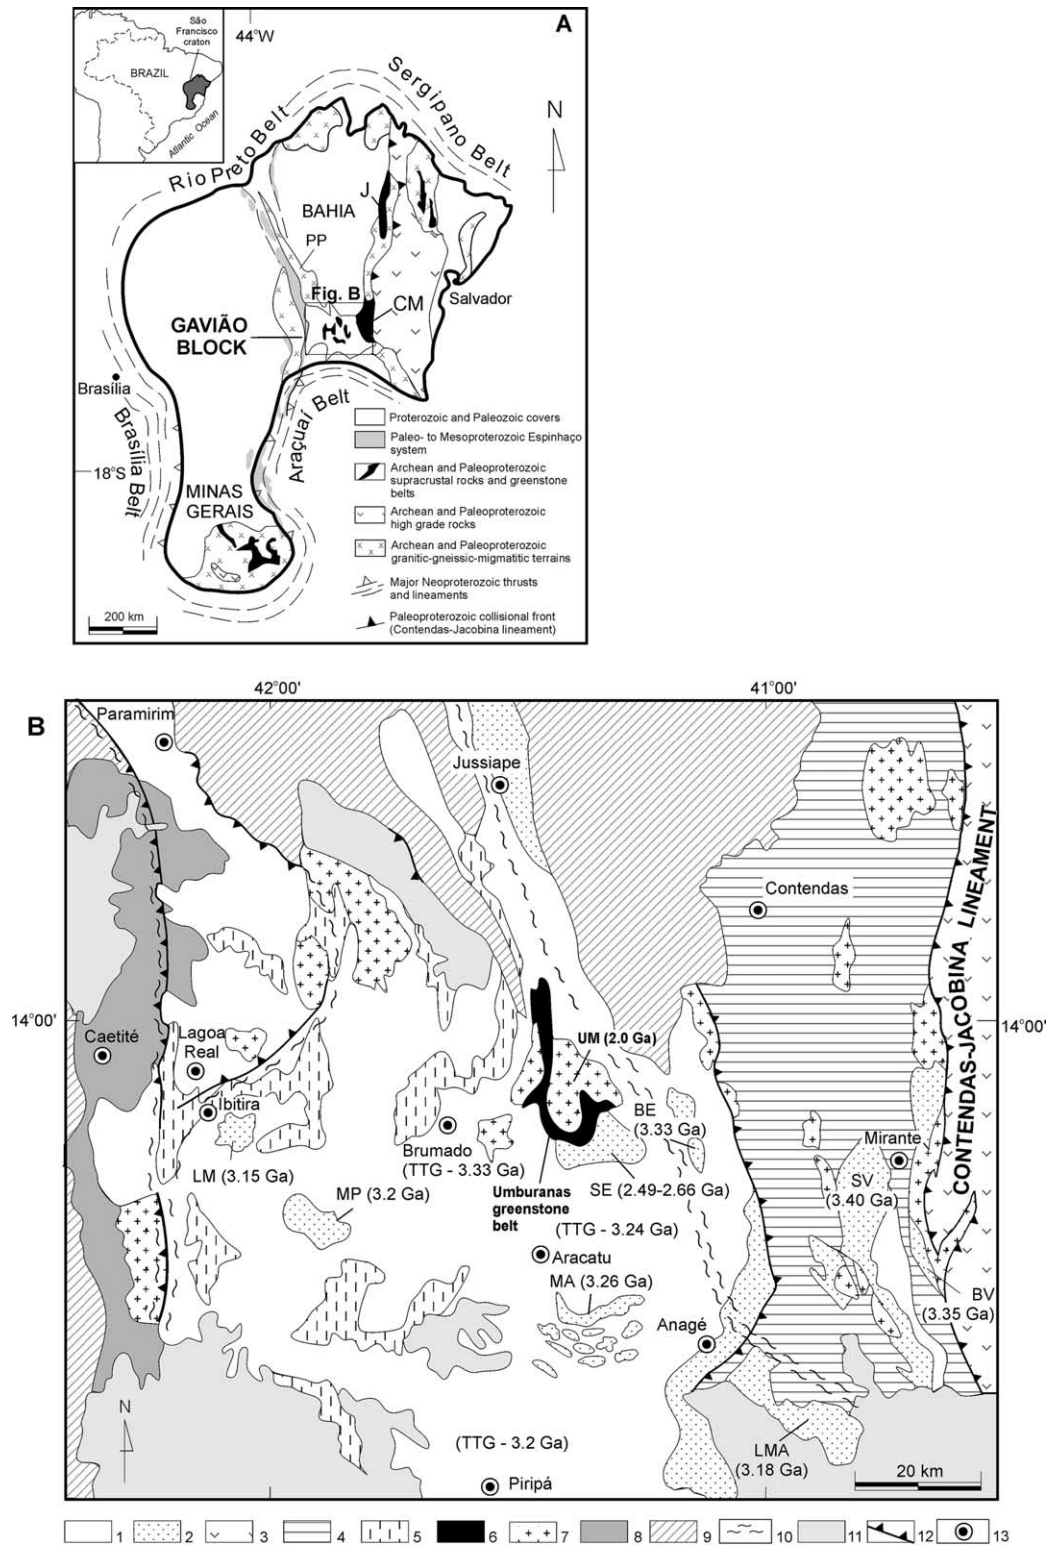 A
São
Francisco
craton
BRAZIL
Atlantic Ocean
44°W
N
Rio Preto Belt
Sergipano Belt
J
BAHIA
PP
Fig. B
CM
Salvador
GAVIÃO
BLOCK
Brasília
Brasília Belt
Araçuaí Belt
18°S
MINAS
GERAIS
200 km
Proterozoic and Paleozoic covers
Paleo- to Mesoproterozoic Espinhaço
system
Archean and Paleoproterozoic
supracrustal rocks and greenstone
belts
Archean and Paleoproterozoic
high grade rocks
Archean and Paleoproterozoic
granitic-gneissic-migmatitic terrains
Major Neoproterozoic thrusts
and lineaments
Paleoproterozoic collisional front
(Contendas-Jacobina lineament)
B
42°00'
41°00'
Paramirim
Jussiape
Contendas
CONTENDAS-JACOBINA LINEAMENT
14°00'
14°00'
Caetité
Lagoa
Real
Ibitira
UM (2.0 Ga)
BE
(3.33 Ga)
Brumado
(TTG - 3.33 Ga)
Mirante
LM (3.15 Ga)
MP (3.2 Ga)
Umburanas
greenstone
belt
SE (2.49-2.66 Ga)
SV
(3.40 Ga)
(TTG - 3.24 Ga)
Aracatu
MA (3.26 Ga)
BV
(3.35 Ga)
Anagé
N
(TTG - 3.2 Ga)
LMA
(3.18 Ga)
Piripá
20 km
1 2 3 4 5 6 7 8 9 10 11 12 13